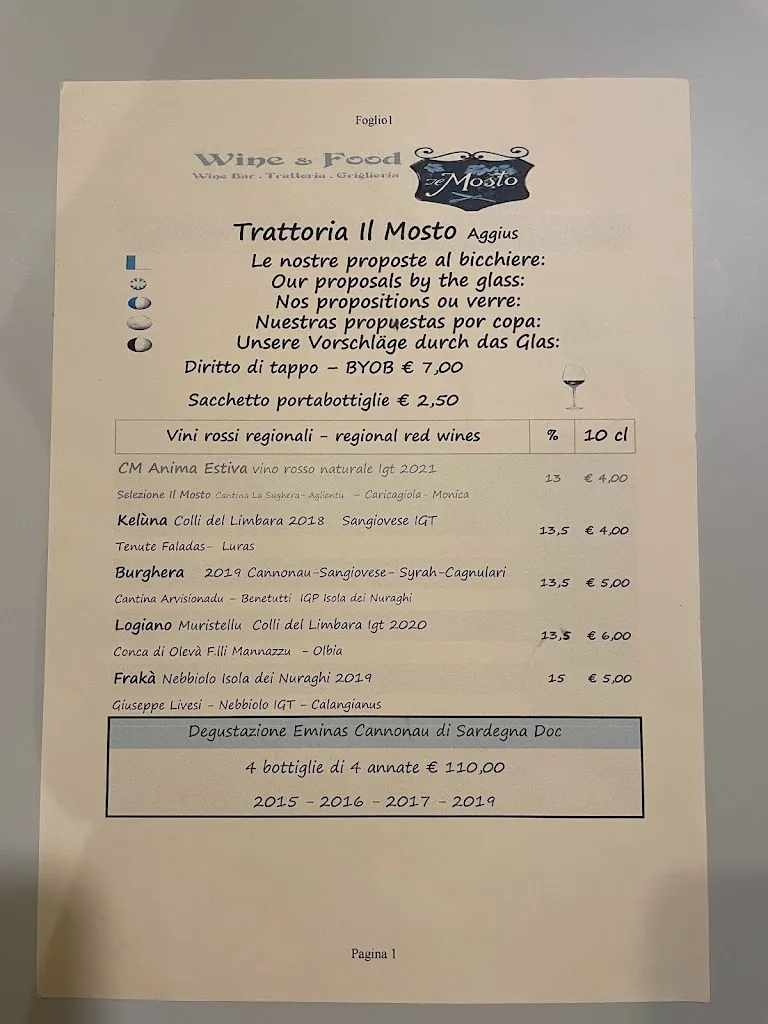 Foglio1
Wine & Food
Wine Bar . Trattoria . Griglieria
Il Mosto
Trattoria Il Mosto Aggius
Le nostre proposte al bicchiere:
Our proposals by the glass:
Nos propositions ou verre:
Nuestras propuestas por copa:
Unsere Vorschläge durch das Glas:
Diritto di tappo – BYOB € 7,00
Sacchetto portabottiglie € 2,50
Vini rossi regionali - regional red wines % 10 cl
CM Anima Estiva vino rosso naturale Igt 2021 13 € 4,00
Selezione Il Mosto Cantina La Sughera- Aglientu – Caricagiola- Monica
Kelùna Colli del Limbara 2018 Sangiovese IGT 13,5 € 4,00
Tenute Faladas- Luras
Burghera 2019 Cannonau-Sangiovese- Syrah-Cagnulari 13,5 € 5,00
Cantina Arvisionadu – Benetutti IGP Isola dei Nuraghi
Logiano Muristellu Colli del Limbara Igt 2020 13,5 € 6,00
Conca di Olevà F.lli Mannazzu - Olbia
Frakà Nebbiolo Isola dei Nuraghi 2019 15 € 5,00
Giuseppe Livesi - Nebbiolo IGT - Calangianus
Degustazione Eminas Cannonau di Sardegna Doc
4 bottiglie di 4 annate € 110,00
2015 - 2016 - 2017 - 2019
Pagina 1